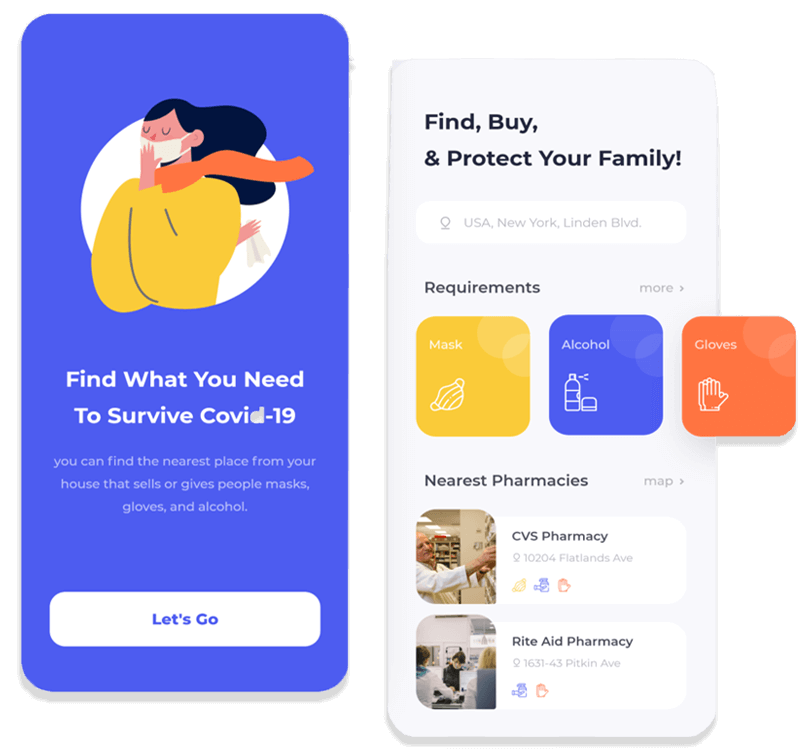 Find What You Need
To Survive Covid-19
you can find the nearest place from your
house that sells or gives people masks,
gloves, and alcohol.
Let's Go
Find, Buy,
& Protect Your Family!
USA, New York, Linden Blvd.
Requirements
more >
Mask
Alcohol
Gloves
Nearest Pharmacies
map >
CVS Pharmacy
10204 Flatlands Ave
Rite Aid Pharmacy
1631-43 Pitkin Ave